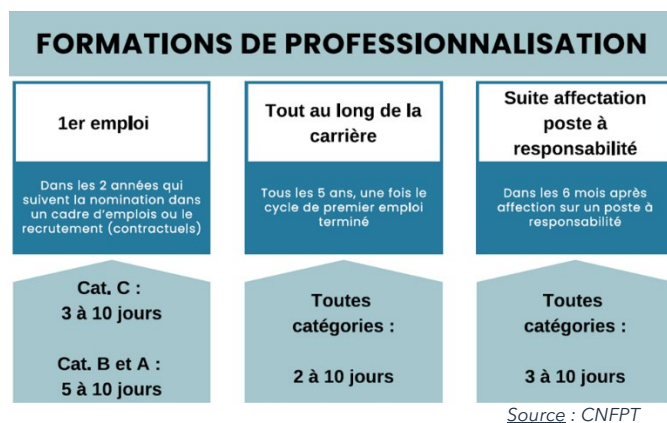 FORMATIONS DE PROFESSIONNALISATION
1er emploi
Dans les 2 années qui
suivent la nomination dans
un cadre d'emplois ou le
recrutement (contractuels)
Cat. C :
3 à 10 jours
Cat. B et A :
5 à 10 jours
Tout au long de la
carrière
Tous les 5 ans, une fois le
cycle de premier emploi
terminé
Toutes
catégories :
2 à 10 jours
Suite affectation
poste à
responsabilité
Dans les 6 mois après
affection sur un poste à
responsabilité
Toutes
catégories :
3 à 10 jours
Source : CNFPT